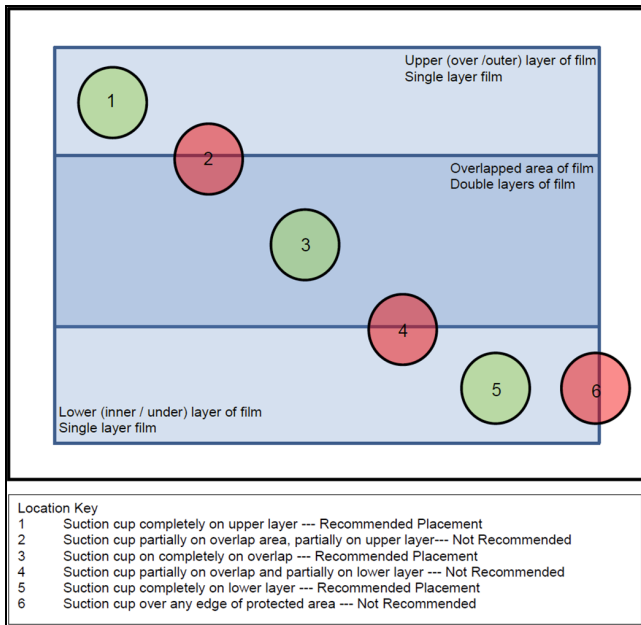 Upper (over /outer) layer of film
Single layer film
1
2
Overlapped area of film
Double layers of film
3
4
5
6
Lower (inner / under) layer of film
Single layer film
Location Key
1 Suction cup completely on upper layer --- Recommended Placement
2 Suction cup partially on overlap area, partially on upper layer--- Not Recommended
3 Suction cup on completely on overlap --- Recommended Placement
4 Suction cup partially on overlap and partially on lower layer --- Not Recommended
5 Suction cup completely on lower layer --- Recommended Placement
6 Suction cup over any edge of protected area --- Not Recommended